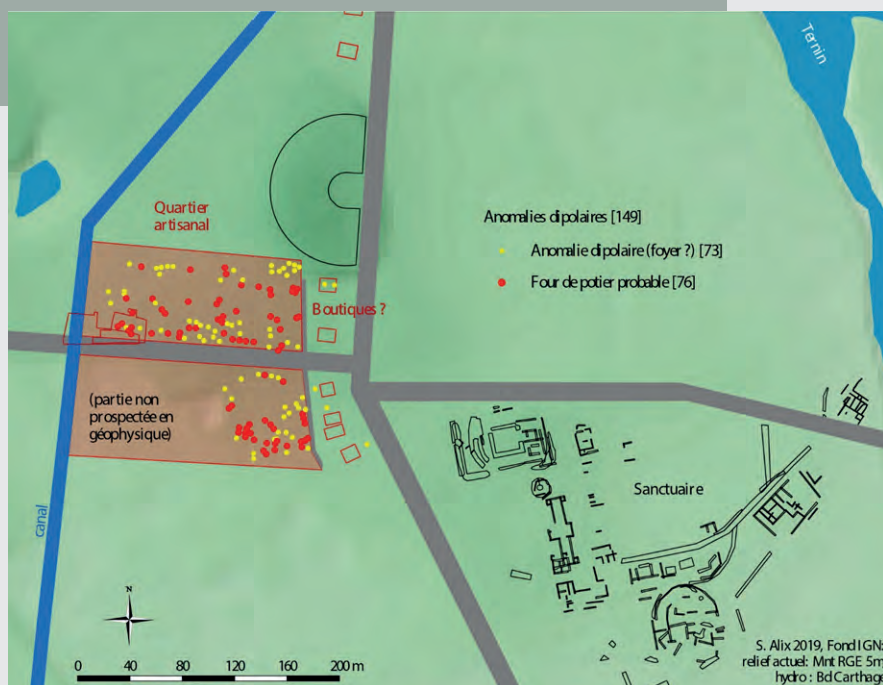 Ternin
Quartier
artisanal
Anomalies dipolaires [149]
Anomalie dipolaire (foyer ?) [73]
Four de potier probable [76]
Boutiques ?
(partie non
prospectée en
géophysique)
Sanctuaire
canal
N
0 40 80 120 160 200 m
S. Alix 2019, Fond IGN:
relief actuel: Mnt RGE 5m
hydro : Bd Carthage